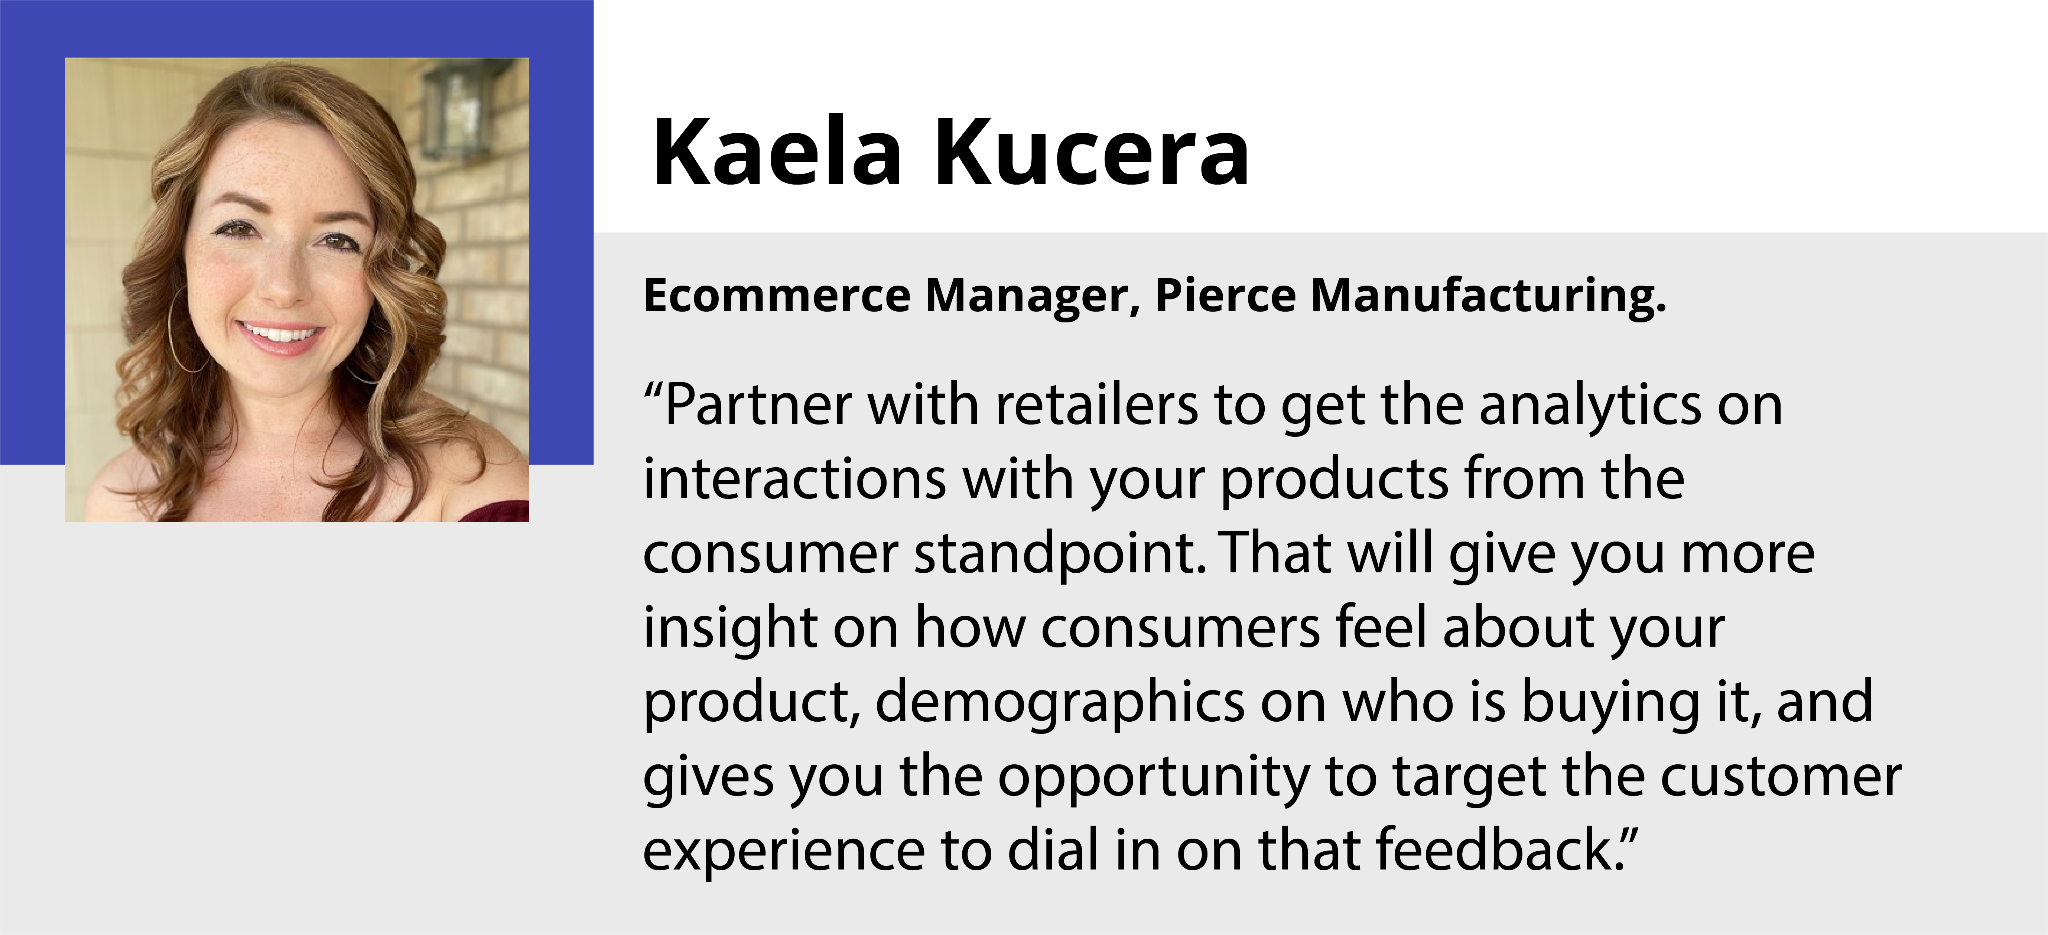 Kaela Kucera
Ecommerce Manager, Pierce Manufacturing.
“Partner with retailers to get the analytics on
interactions with your products from the
consumer standpoint. That will give you more
insight on how consumers feel about your
product, demographics on who is buying it, and
gives you the opportunity to target the customer
experience to dial in on that feedback.”